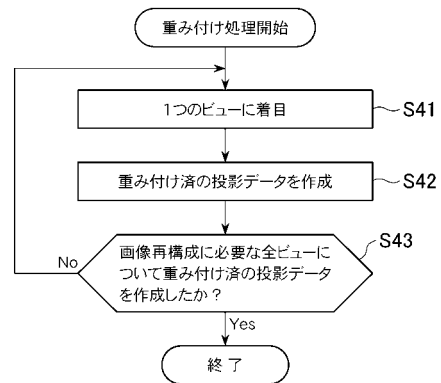 重み付け処理開始
1つのビューに着目
S41
重み付け済の投影データを作成
S42
画像再構成に必要な全ビューに
ついて重み付け済の投影データ
を作成したか？
S43
No
Yes
終了